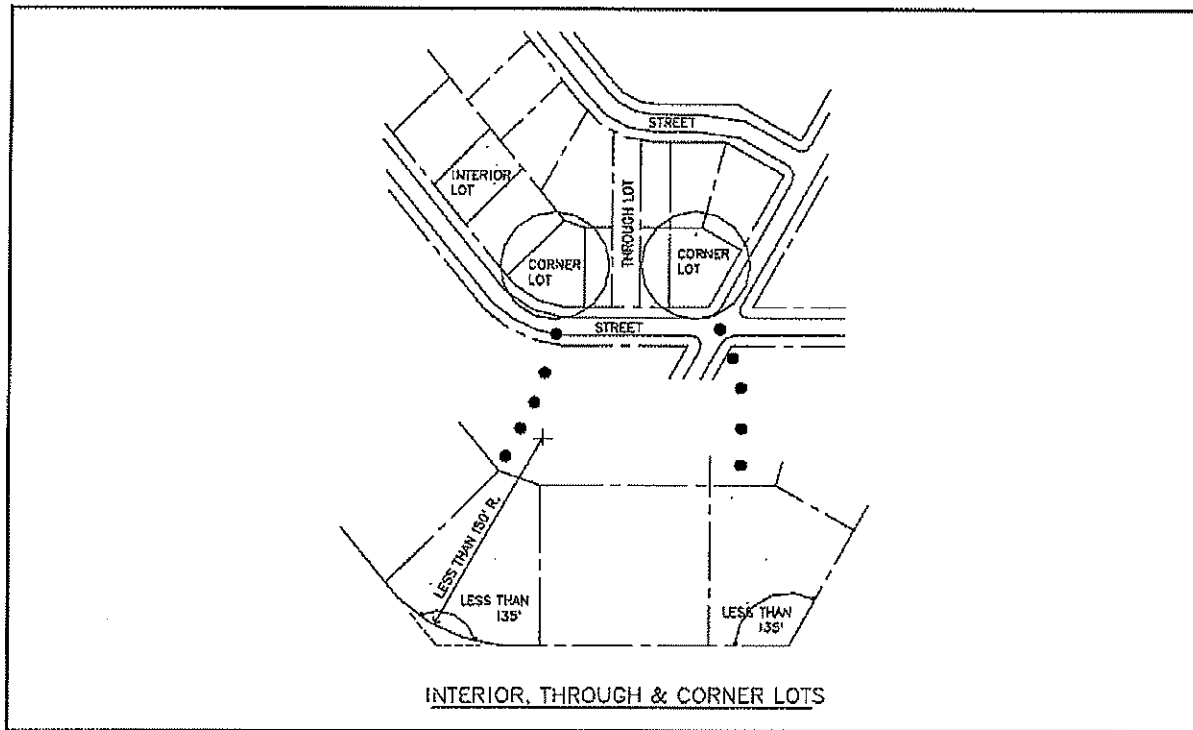 STREET
INTERIOR
LOT
THROUGH LOT
CORNER
LOT
CORNER
LOT
STREET
LESS THAN 150' R.
LESS THAN
135'
LESS THAN
135'
INTERIOR, THROUGH & CORNER LOTS